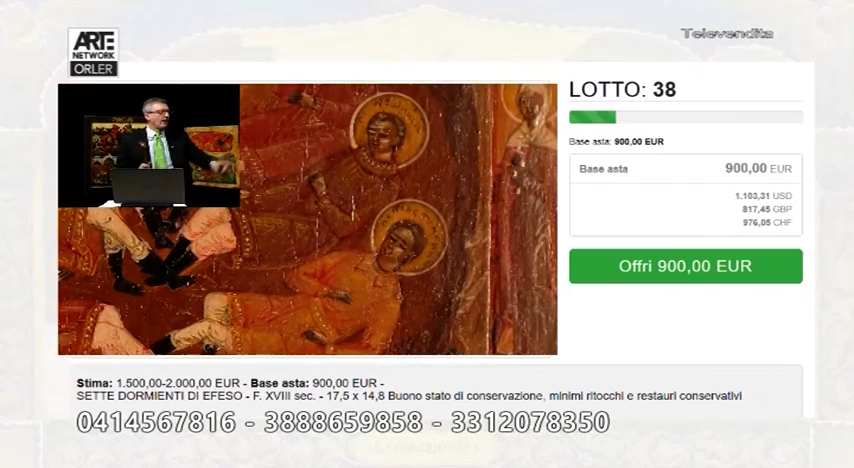 ARTE
NETWORK
ORLER
Televendita
LOTTO: 38
Base asta: 900,00 EUR
Base asta 900,00 EUR
1.103,31 USD
817,45 GBP
976,05 CHF
Offri 900,00 EUR
Stima: 1.500,00-2.000,00 EUR - Base asta: 900,00 EUR -
SETTE DORMIENTI DI EFESO - F. XVIII sec. - 17,5 x 14,8 Buono stato di conservazione, minimi ritocchi e restauri conservativi
0414567816 - 3888659858 - 3312078350